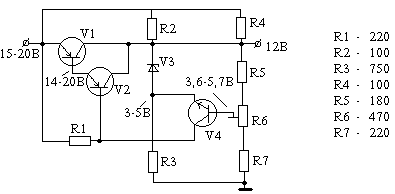 V1
R2
R4
15-20В
12В
14-20В
V2
V3
R5
3-5В
3,6-5,7В
R1
V4
R6
R3
R7
R1 - 220
R2 - 100
R3 - 750
R4 - 100
R5 - 180
R6 - 470
R7 - 220